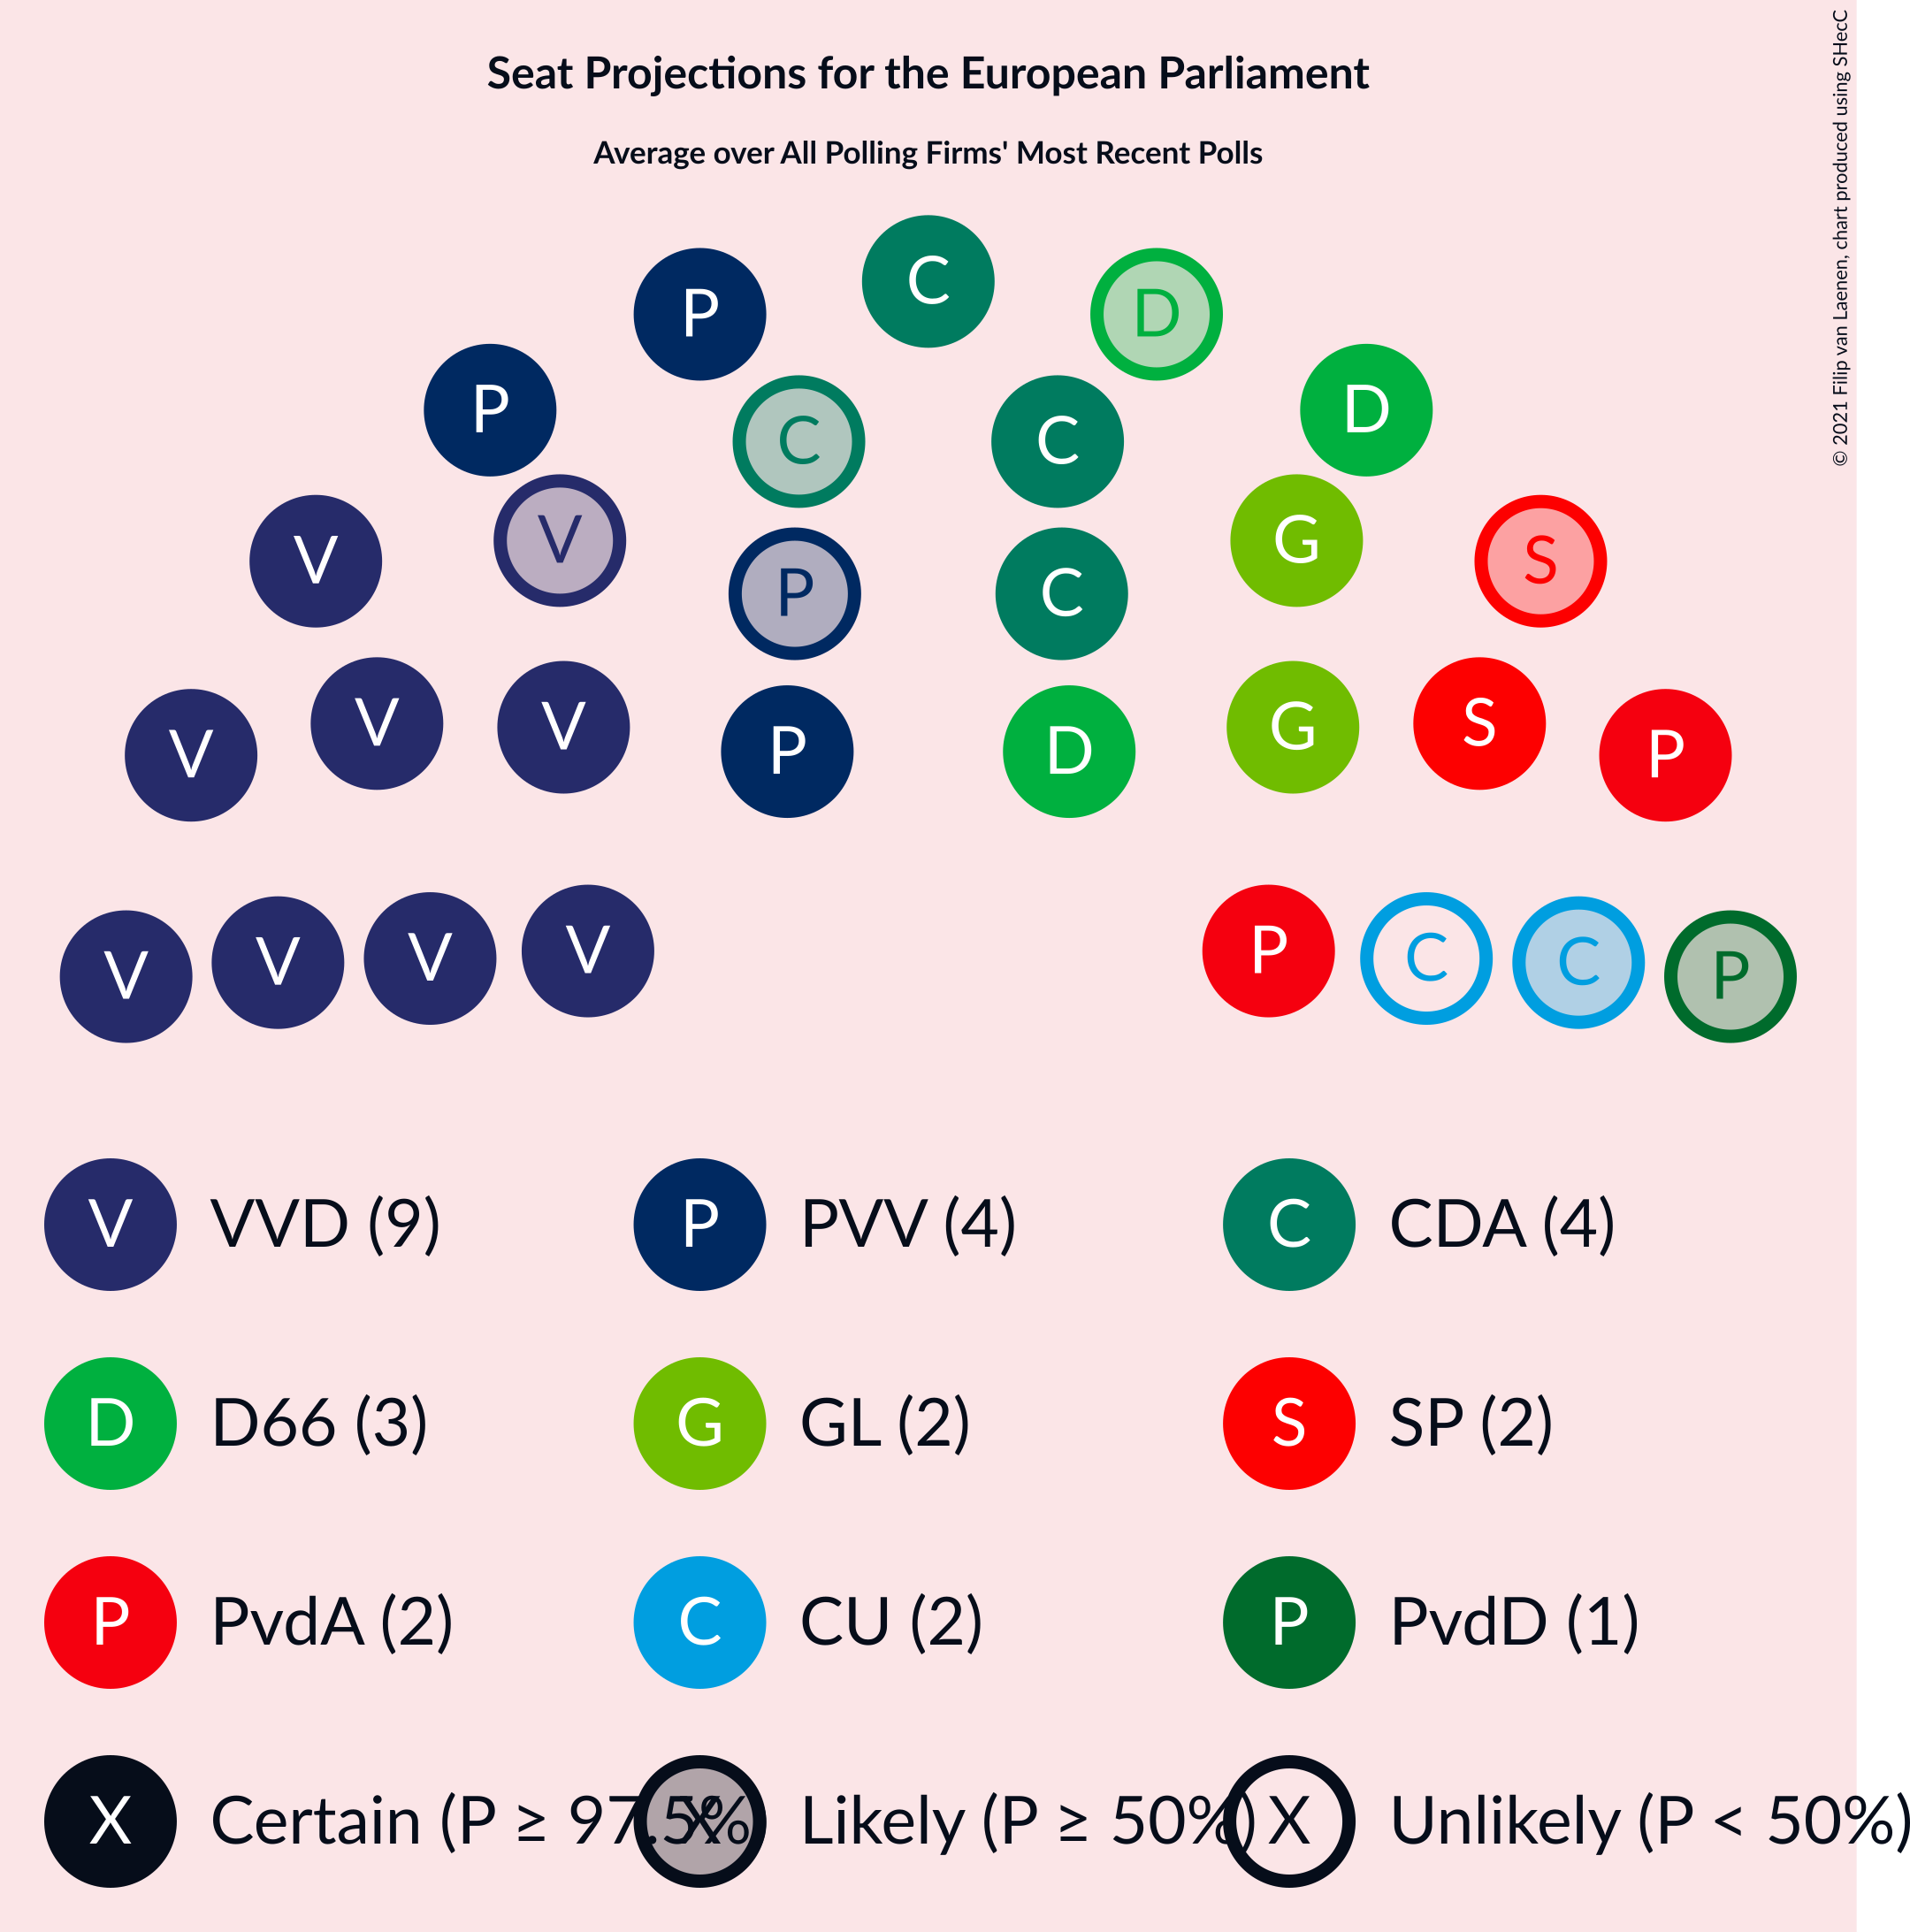 Seat Projections for the European Parliament
Average over All Polling Firms' Most Recent Polls
© 2021 Filip van Laenen, chart produced using SHecC
C
P D
P D
C C
V V G S
P C
V V V P D G S P
V V V V P C C P
V VVD (9) P PVV (4) C CDA (4)
D D66 (3) G GL (2) S SP (2)
P PvdA (2) C CU (2) P PvdD (1)
X Certain (P ≥ 97.5%) X Likely (P ≥ 50%) X Unlikely (P < 50%)